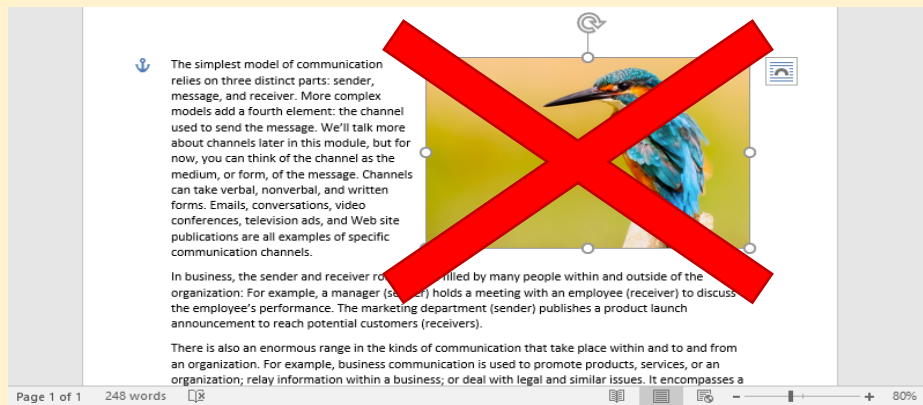 The simplest model of communication
relies on three distinct parts: sender,
message, and receiver. More complex
models add a fourth element: the channel
used to send the message. We'll talk more
about channels later in this module, but for
now, you can think of the channel as the
medium, or form, of the message. Channels
can take verbal, nonverbal, and written
forms. Emails, conversations, video
conferences, television ads, and Web site
publications are all examples of specific
communication channels.
In business, the sender and receiver filled by many people within and outside of the
organization: For example, a manager holds a meeting with an employee (receiver) to discuss
the employee's performance. The marketing department (sender) publishes a product launch
announcement to reach potential customers (receivers).
There is also an enormous range in the kinds of communication that take place within and to and from
an organization. For example, business communication is used to promote products, services, or an
organization; relay information within a business; or deal with legal and similar issues. It encompasses a
Page 1 of 1 248 words 80%